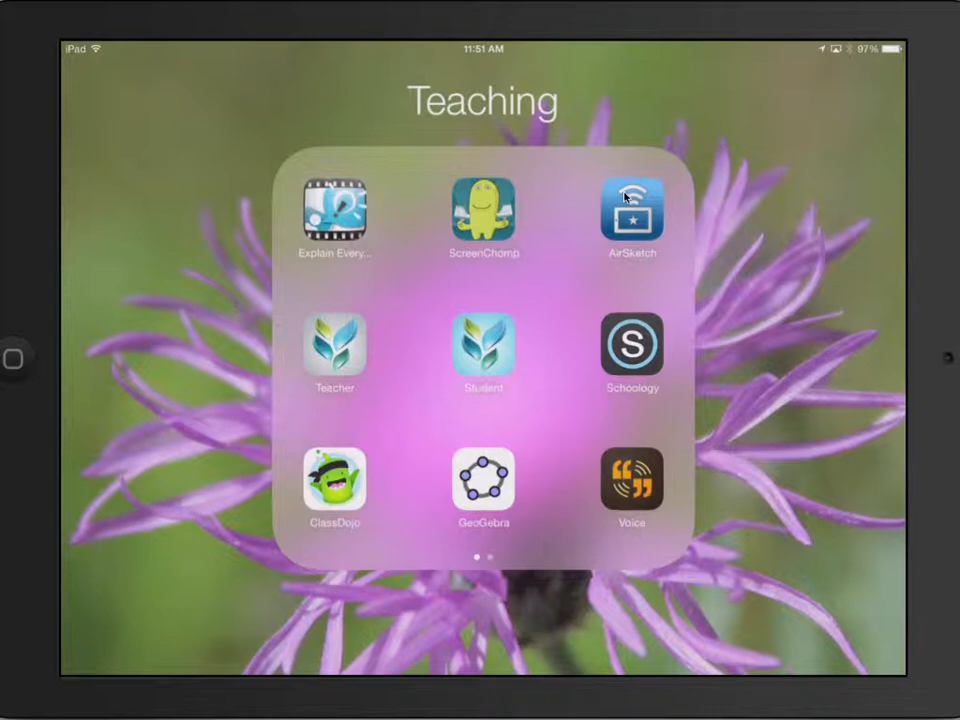 iPad 11:51 AM 97%
Teaching
Explain Every... ScreenChomp AirSketch
Teacher Student Schoology
ClassDojo GeoGebra Voice
S